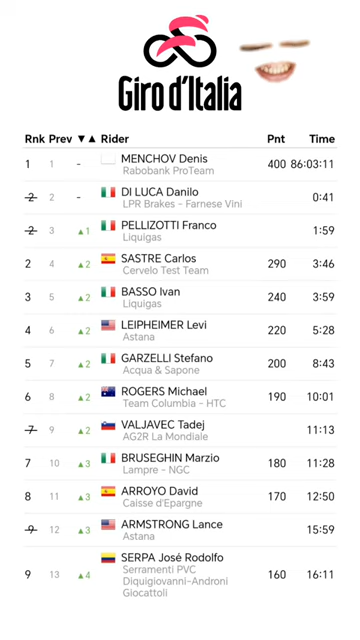 Giro d'Italia
Rnk Prev ▼▲ Rider Pnt Time
1 1 - MENCHOV Denis 400 86:03:11
Rabobank ProTeam
2 2 - DI LUCA Danilo 0:41
LPR Brakes - Farnese Vini
2 3 ▲1 PELLIZOTTI Franco 1:59
Liquigas
2 4 ▲2 SASTRE Carlos 290 3:46
Cervelo Test Team
3 5 ▲2 BASSO Ivan 240 3:59
Liquigas
4 6 ▲2 LEIPHEIMER Levi 220 5:28
Astana
5 7 ▲2 GARZELLI Stefano 200 8:43
Acqua & Sapone
6 8 ▲2 ROGERS Michael 190 10:01
Team Columbia - HTC
7 9 ▲2 VALJAVEC Tadej 11:13
AG2R La Mondiale
7 10 ▲3 BRUSEGHIN Marzio 180 11:28
Lampre - NGC
8 11 ▲3 ARROYO David 170 12:50
Caisse d'Epargne
9 12 ▲3 ARMSTRONG Lance 15:59
Astana
9 13 ▲4 SERPA José Rodolfo 160 16:11
Serramenti PVC
Diquigiovanni-Androni
Giocattoli